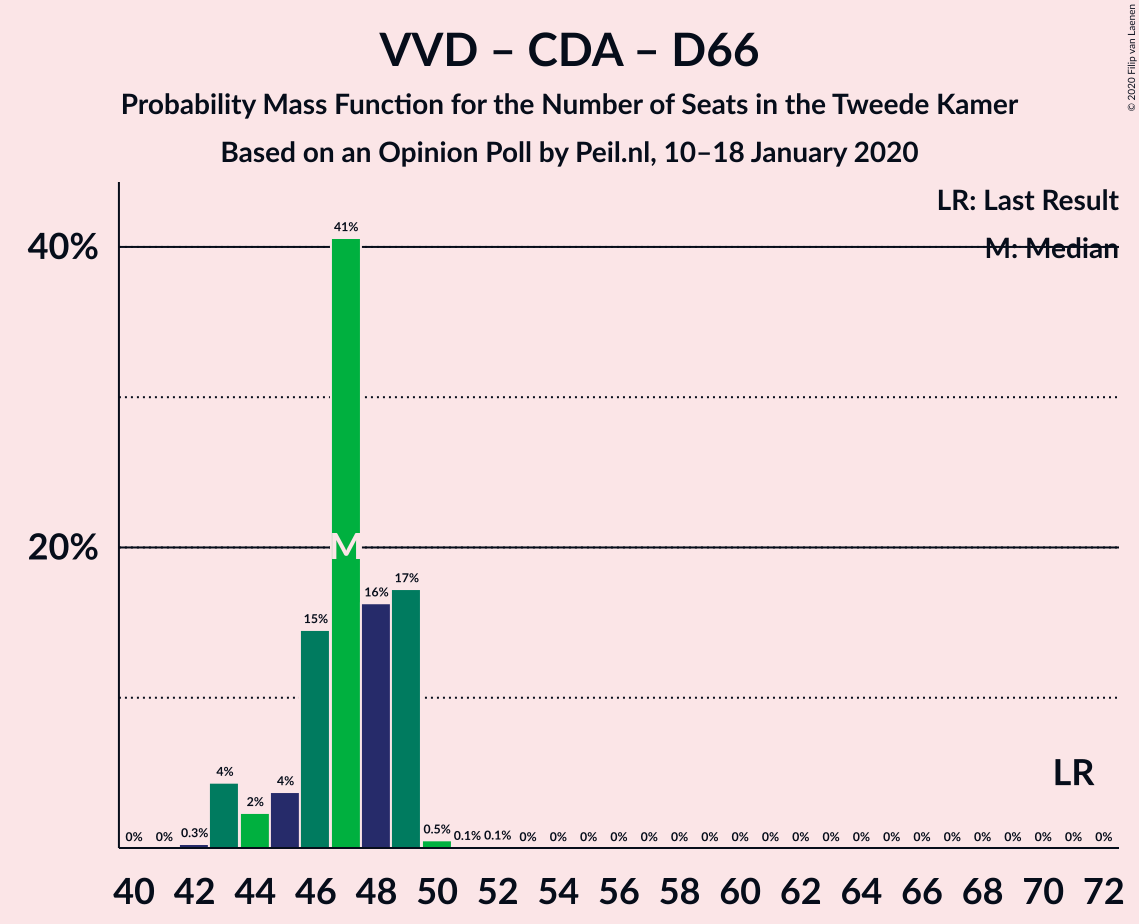 VVD – CDA – D66
Probability Mass Function for the Number of Seats in the Tweede Kamer
Based on an Opinion Poll by Peil.nl, 10–18 January 2020
© 2020 Filip van Laenen
LR: Last Result
M: Median
40%
20%
41%
M
17%
16%
15%
4%
4%
2%
LR
0% 0% 0.3% 0.5% 0.1% 0.1% 0% 0% 0% 0% 0% 0% 0% 0% 0% 0% 0% 0% 0% 0% 0% 0% 0% 0% 0% 0%
40 42 44 46 48 50 52 54 56 58 60 62 64 66 68 70 72